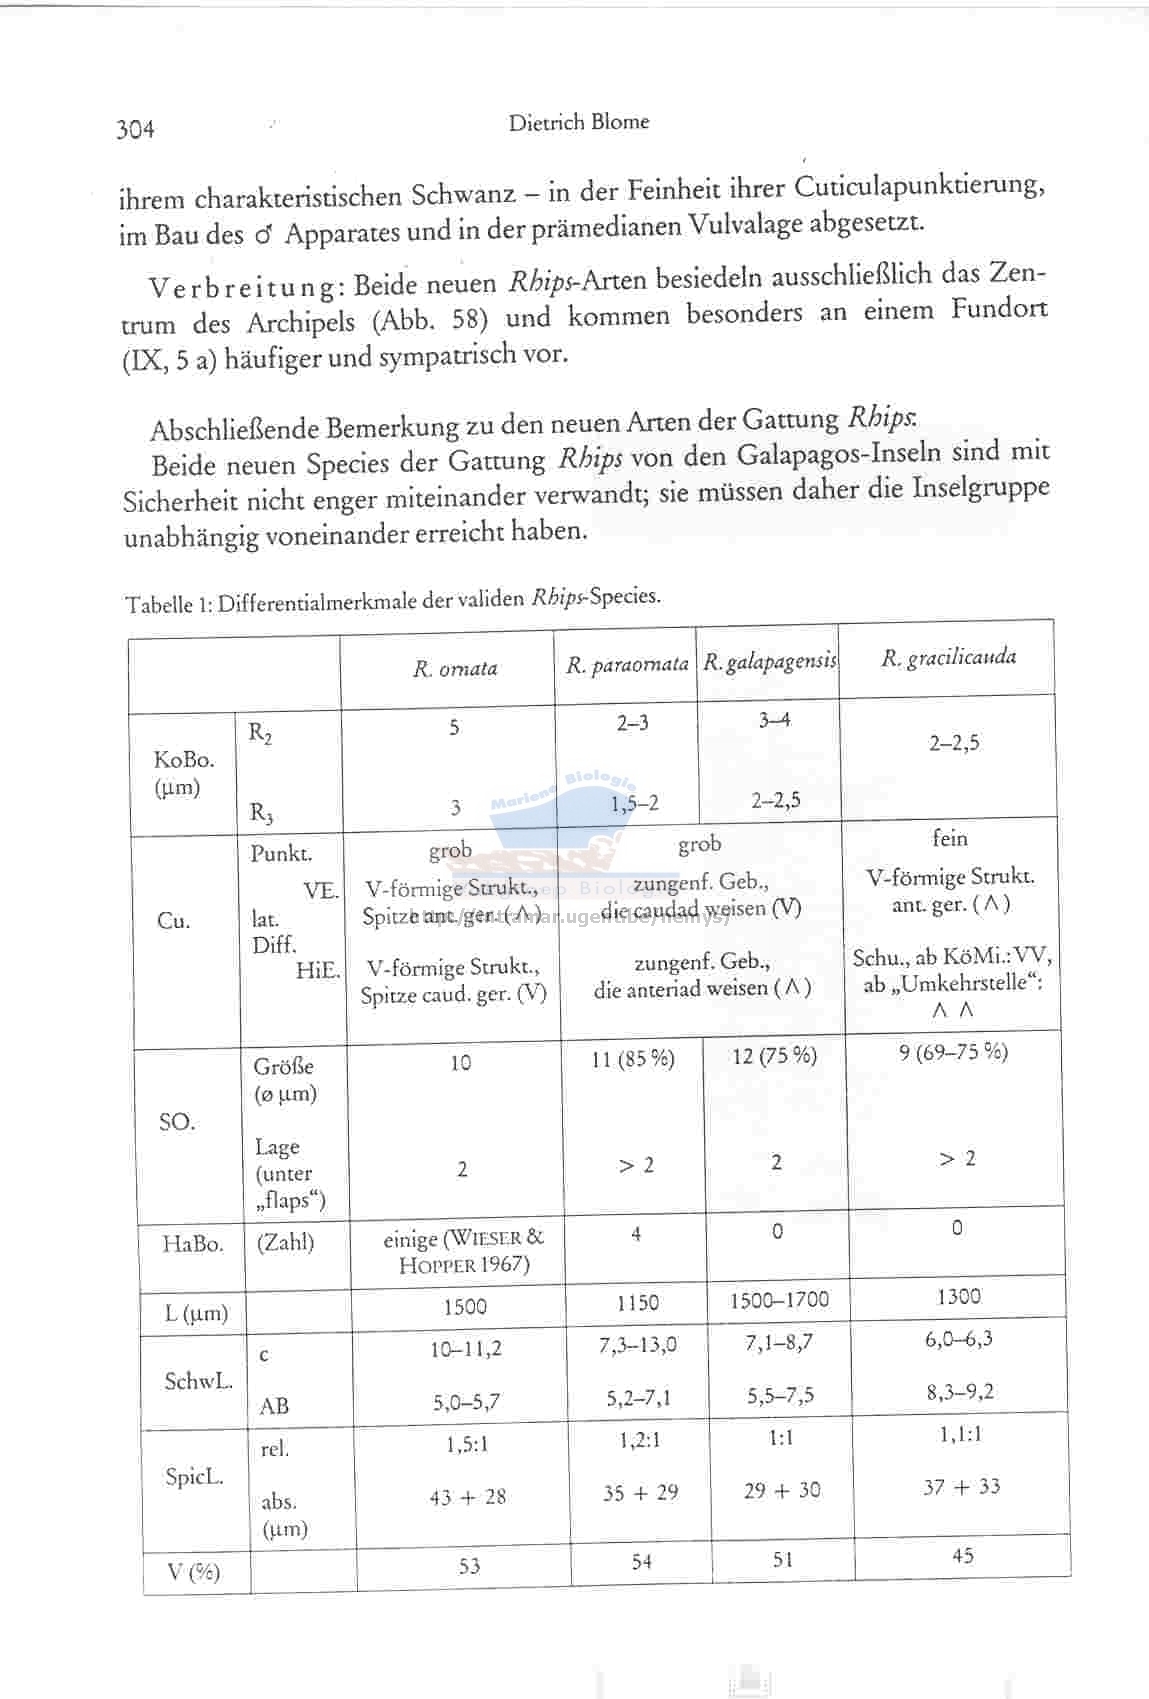 304
Dietrich Blome
ihrem charakteristischen Schwanz – in der Feinheit ihrer Cuticulapunktierung,
im Bau des ♂ Apparates und in der prämedianen Vulvalage abgesetzt.
Verbreitung: Beide neuen Rhips-Arten besiedeln ausschließlich das Zen-
trum des Archipels (Abb. 58) und kommen besonders an einem Fundort
(IX, 5 a) häufiger und sympatrisch vor.
Abschließende Bemerkung zu den neuen Arten der Gattung Rhips:
Beide neuen Species der Gattung Rhips von den Galapagos-Inseln sind mit
Sicherheit nicht enger miteinander verwandt; sie müssen daher die Inselgruppe
unabhängig voneinander erreicht haben.
Tabelle 1: Differentialmerkmale der validen Rhips-Species.
R. ornata R. paraornata R. galapagensis R. gracilicauda
KoBo. (µm) R2 5 2–3 3–4 2–2,5
R3 3 1,5–2 2–2,5
Mariene Biologie
Cu. Punkt. grob grob fein
lat. Diff. VE. V-förmige Strukt., zungenf. Geb., V-förmige Strukt.
Spitze ant. ger. (Λ) die caudad weisen (V) ant. ger. (Λ)
HiE. V-förmige Strukt., zungenf. Geb., Schu., ab KöMi.: VV,
Spitze caud. ger. (V) die anteriad weisen (Λ) ab „Umkehrstelle“:
Λ Λ
SO. Größe (ø µm) 10 11 (85 %) 12 (75 %) 9 (69–75 %)
Lage (unter „flaps“) 2 > 2 2 > 2
HaBo. (Zahl) einige (WIESER & 4 0 0
HOPPER 1967)
L (µm) 1500 1150 1500–1700 1300
SchwL. c 10–11,2 7,3–13,0 7,1–8,7 6,0–6,3
AB 5,0–5,7 5,2–7,1 5,5–7,5 8,3–9,2
SpicL. rel. 1,5:1 1,2:1 1:1 1,1:1
abs. (µm) 43 + 28 35 + 29 29 + 30 37 + 33
V (%) 53 54 51 45